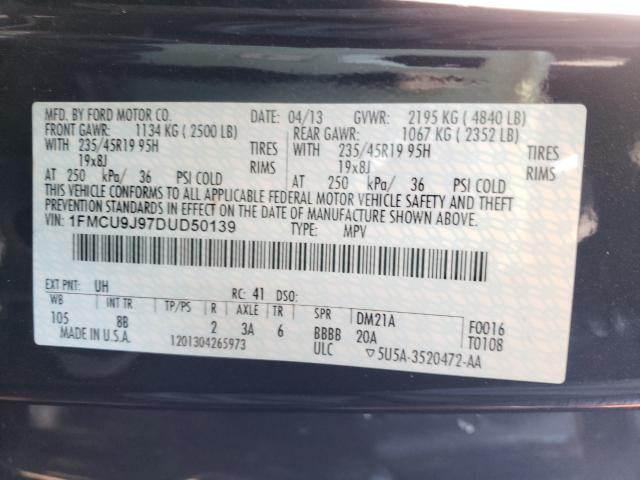 MFD. BY FORD MOTOR CO. DATE: 04/13 GVWR: 2195 KG ( 4840 LB)
FRONT GAWR: 1134 KG ( 2500 LB) REAR GAWR: 1067 KG ( 2352 LB)
WITH 235/45R19 95H TIRES WITH 235/45R19 95H TIRES
19x8J RIMS 19x8J RIMS
AT 250 kPa/ 36 PSI COLD AT 250 kPa/ 36 PSI COLD
THIS VEHICLE CONFORMS TO ALL APPLICABLE FEDERAL MOTOR VEHICLE SAFETY AND THEFT
PREVENTION STANDARDS IN EFFECT ON THE DATE OF MANUFACTURE SHOWN ABOVE.
VIN: 1FMCU9J97DUD50139 TYPE: MPV
EXT PNT: UH RC: 41 DSO:
WB INT TR TP/PS R AXLE TR SPR DM21A F0016
105 8B 2 3A 6 BBBB 20A T0108
MADE IN U.S.A. 1201304265973 ULC ▽5U5A-3520472-AA